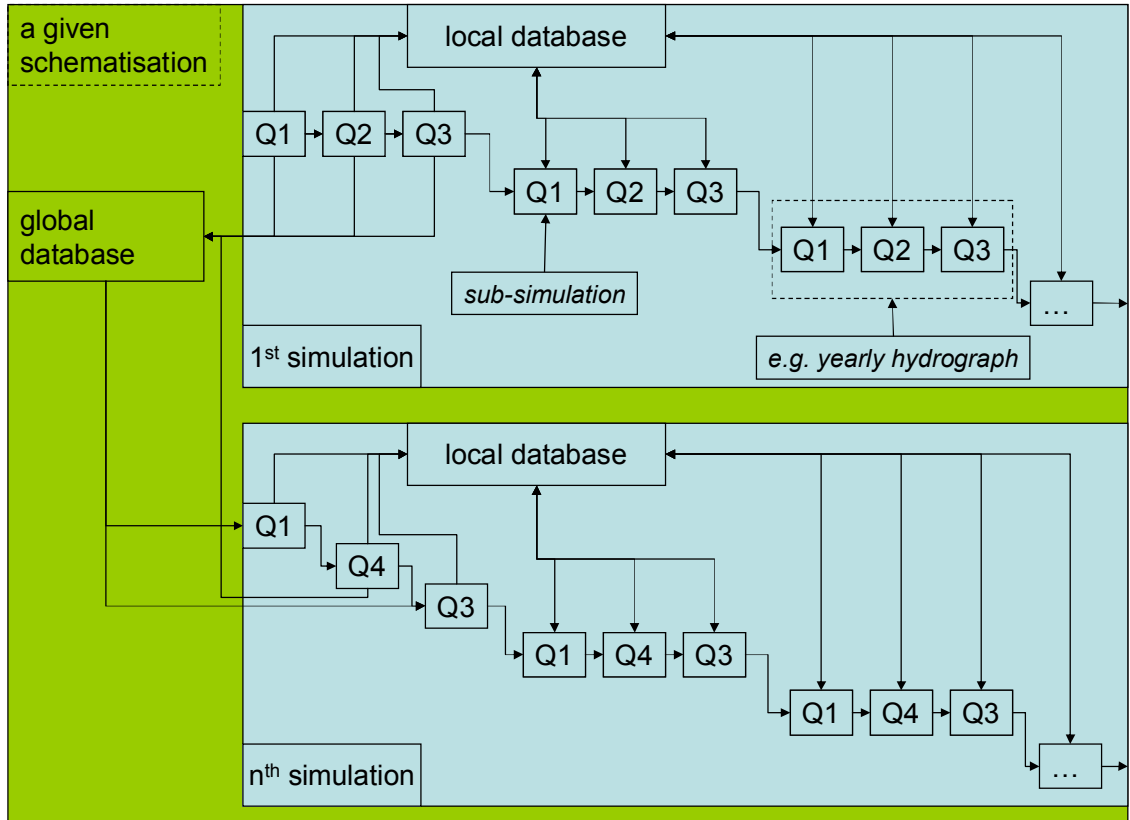 a given
schematisation
local database
Q1
Q2
Q3
Q1
Q2
Q3
global
database
Q1
Q2
Q3
sub-simulation
...
1st simulation
e.g. yearly hydrograph
local database
Q1
Q4
Q3
Q1
Q4
Q3
Q1
Q4
Q3
...
nth simulation